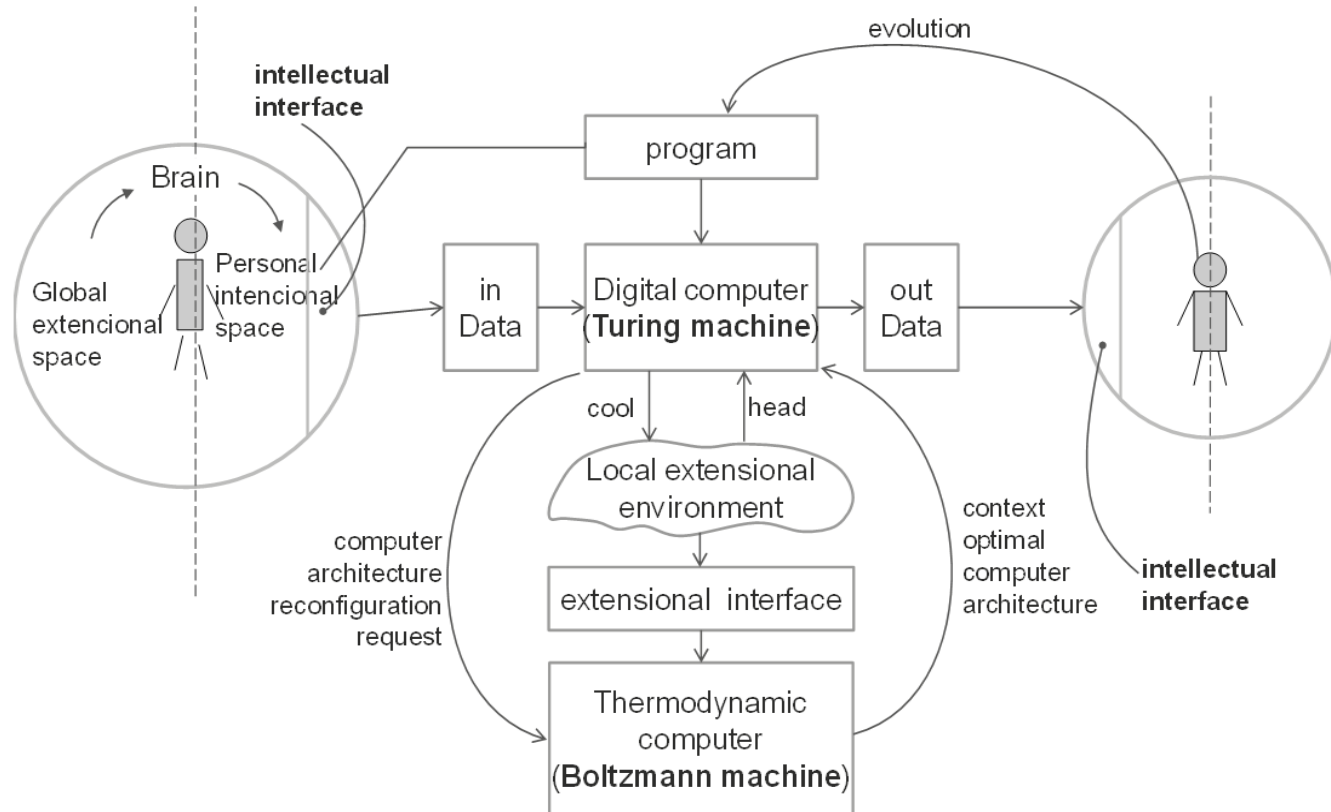 evolution
intellectual
interface
program
Brain
Global
extencional
space
Personal
intencional
space
in
Data
Digital computer
(Turing machine)
out
Data
cool
head
Local extensional
environment
computer
architecture
reconfiguration
request
extensional interface
context
optimal
computer
architecture
intellectual
interface
Thermodynamic
computer
(Boltzmann machine)